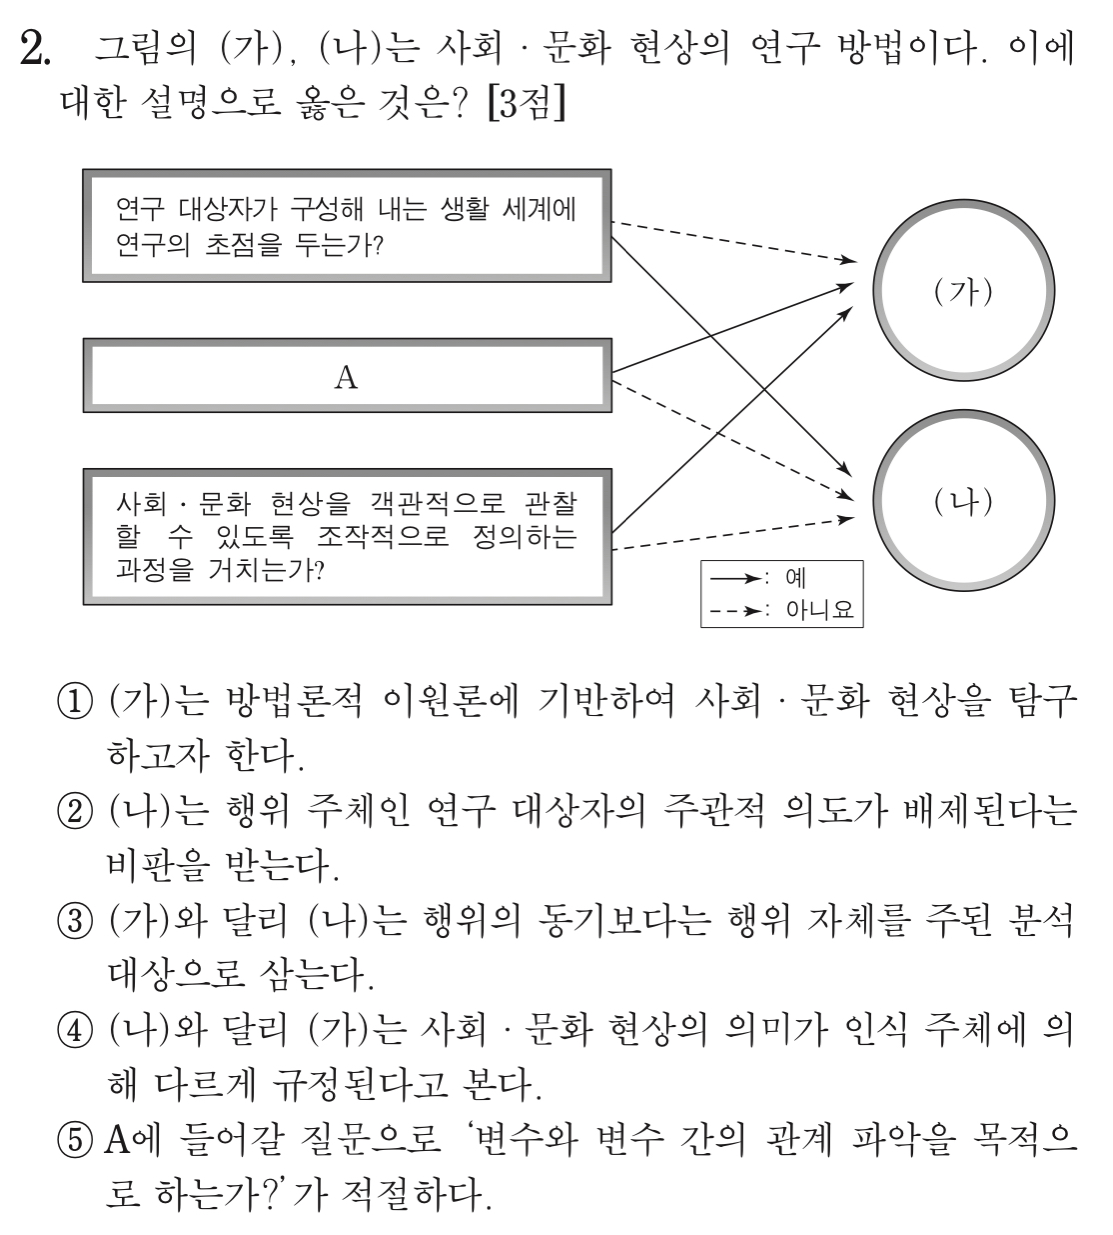 2. 그림의 (가), (나)는 사회·문화 현상의 연구 방법이다. 이에
대한 설명으로 옳은 것은? [3점]
연구 대상자가 구성해 내는 생활 세계에
연구의 초점을 두는가?
(가)
A
사회·문화 현상을 객관적으로 관찰
할 수 있도록 조작적으로 정의하는
과정을 거치는가?
(나)
: 예
: 아니요
① (가)는 방법론적 이원론에 기반하여 사회·문화 현상을 탐구
하고자 한다.
② (나)는 행위 주체인 연구 대상자의 주관적 의도가 배제된다는
비판을 받는다.
③ (가)와 달리 (나)는 행위의 동기보다는 행위 자체를 주된 분석
대상으로 삼는다.
④ (나)와 달리 (가)는 사회·문화 현상의 의미가 인식 주체에 의
해 다르게 규정된다고 본다.
⑤ A에 들어갈 질문으로 ‘변수와 변수 간의 관계 파악을 목적으
로 하는가?’가 적절하다.